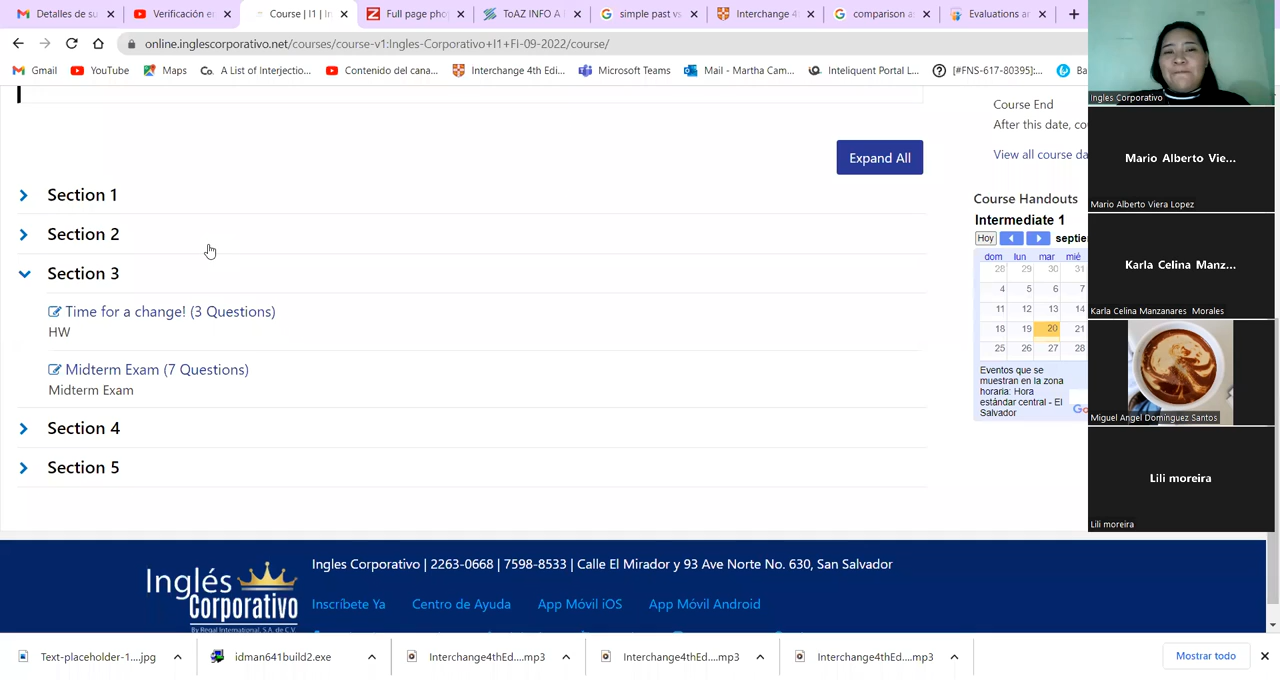 Detalles de su
Verificación e
Course | I1 | In
Full page pho
ToAZ INFO A I
simple past vs
Interchange 4
comparison a
Evaluations an
online.inglescorporativo.net/courses/course-v1:Ingles-Corporativo+I1+FI-09-2022/course/
Gmail
YouTube
Maps
Co. A List of Interjectio...
Contenido del cana...
Interchange 4th Edi...
Microsoft Teams
Mail - Martha Cam...
Inteliquent Portal L...
[#FNS-617-80395]:...
Ba
Ingles Corporativo
Mario Alberto Vie...
Mario Alberto Viera Lopez
Karla Celina Manz...
Karla Celina Manzanares Morales
Miguel Angel Dominguez Santos
Lili moreira
Lili moreira
Course End
After this date, co
View all course da
Expand All
Section 1
Section 2
Section 3
Time for a change! (3 Questions)
HW
Midterm Exam (7 Questions)
Midterm Exam
Section 4
Section 5
Course Handouts
Intermediate 1
Hoy septie
dom lun mar mié
28 29 30 31
4 5 6 7
11 12 13 14
18 19 20 21
25 26 27 28
Eventos que se
muestran en la zona
horaria: Hora
estándar central - El
Salvador
Go
Inglés
Corporativo
By Regal International, S.A. de C.V.
Ingles Corporativo | 2263-0668 | 7598-8533 | Calle El Mirador y 93 Ave Norte No. 630, San Salvador
Inscríbete Ya
Centro de Ayuda
App Móvil iOS
App Móvil Android
Text-placeholder-1....jpg
idman641build2.exe
Interchange4thEd....mp3
Interchange4thEd....mp3
Interchange4thEd....mp3
Mostrar todo